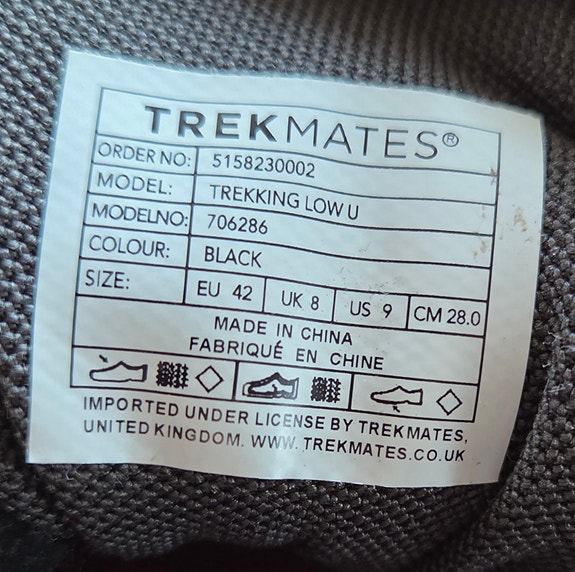 TREKMATES®
ORDER NO: 5158230002
MODEL: TREKKING LOW U
MODELNO: 706286
COLOUR: BLACK
SIZE: EU 42 UK 8 US 9 CM 28.0
MADE IN CHINA
FABRIQUÉ EN CHINE
IMPORTED UNDER LICENSE BY TREKMATES,
UNITED KINGDOM. WWW.TREKMATES.CO.UK